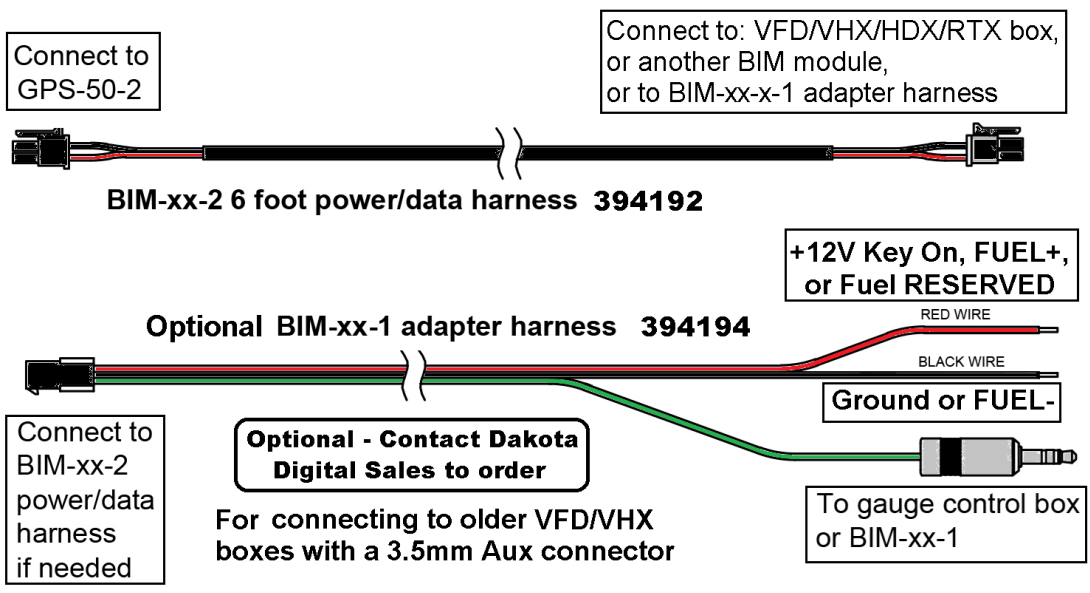 Connect to
GPS-50-2
Connect to: VFD/VHX/HDX/RTX box,
or another BIM module,
or to BIM-xx-x-1 adapter harness
BIM-xx-2 6 foot power/data harness 394192
+12V Key On, FUEL+,
or Fuel RESERVED
Optional BIM-xx-1 adapter harness 394194
RED WIRE
BLACK WIRE
Ground or FUEL-
Connect to
BIM-xx-2
power/data
harness
if needed
Optional - Contact Dakota
Digital Sales to order
For connecting to older VFD/VHX
boxes with a 3.5mm Aux connector
To gauge control box
or BIM-xx-1